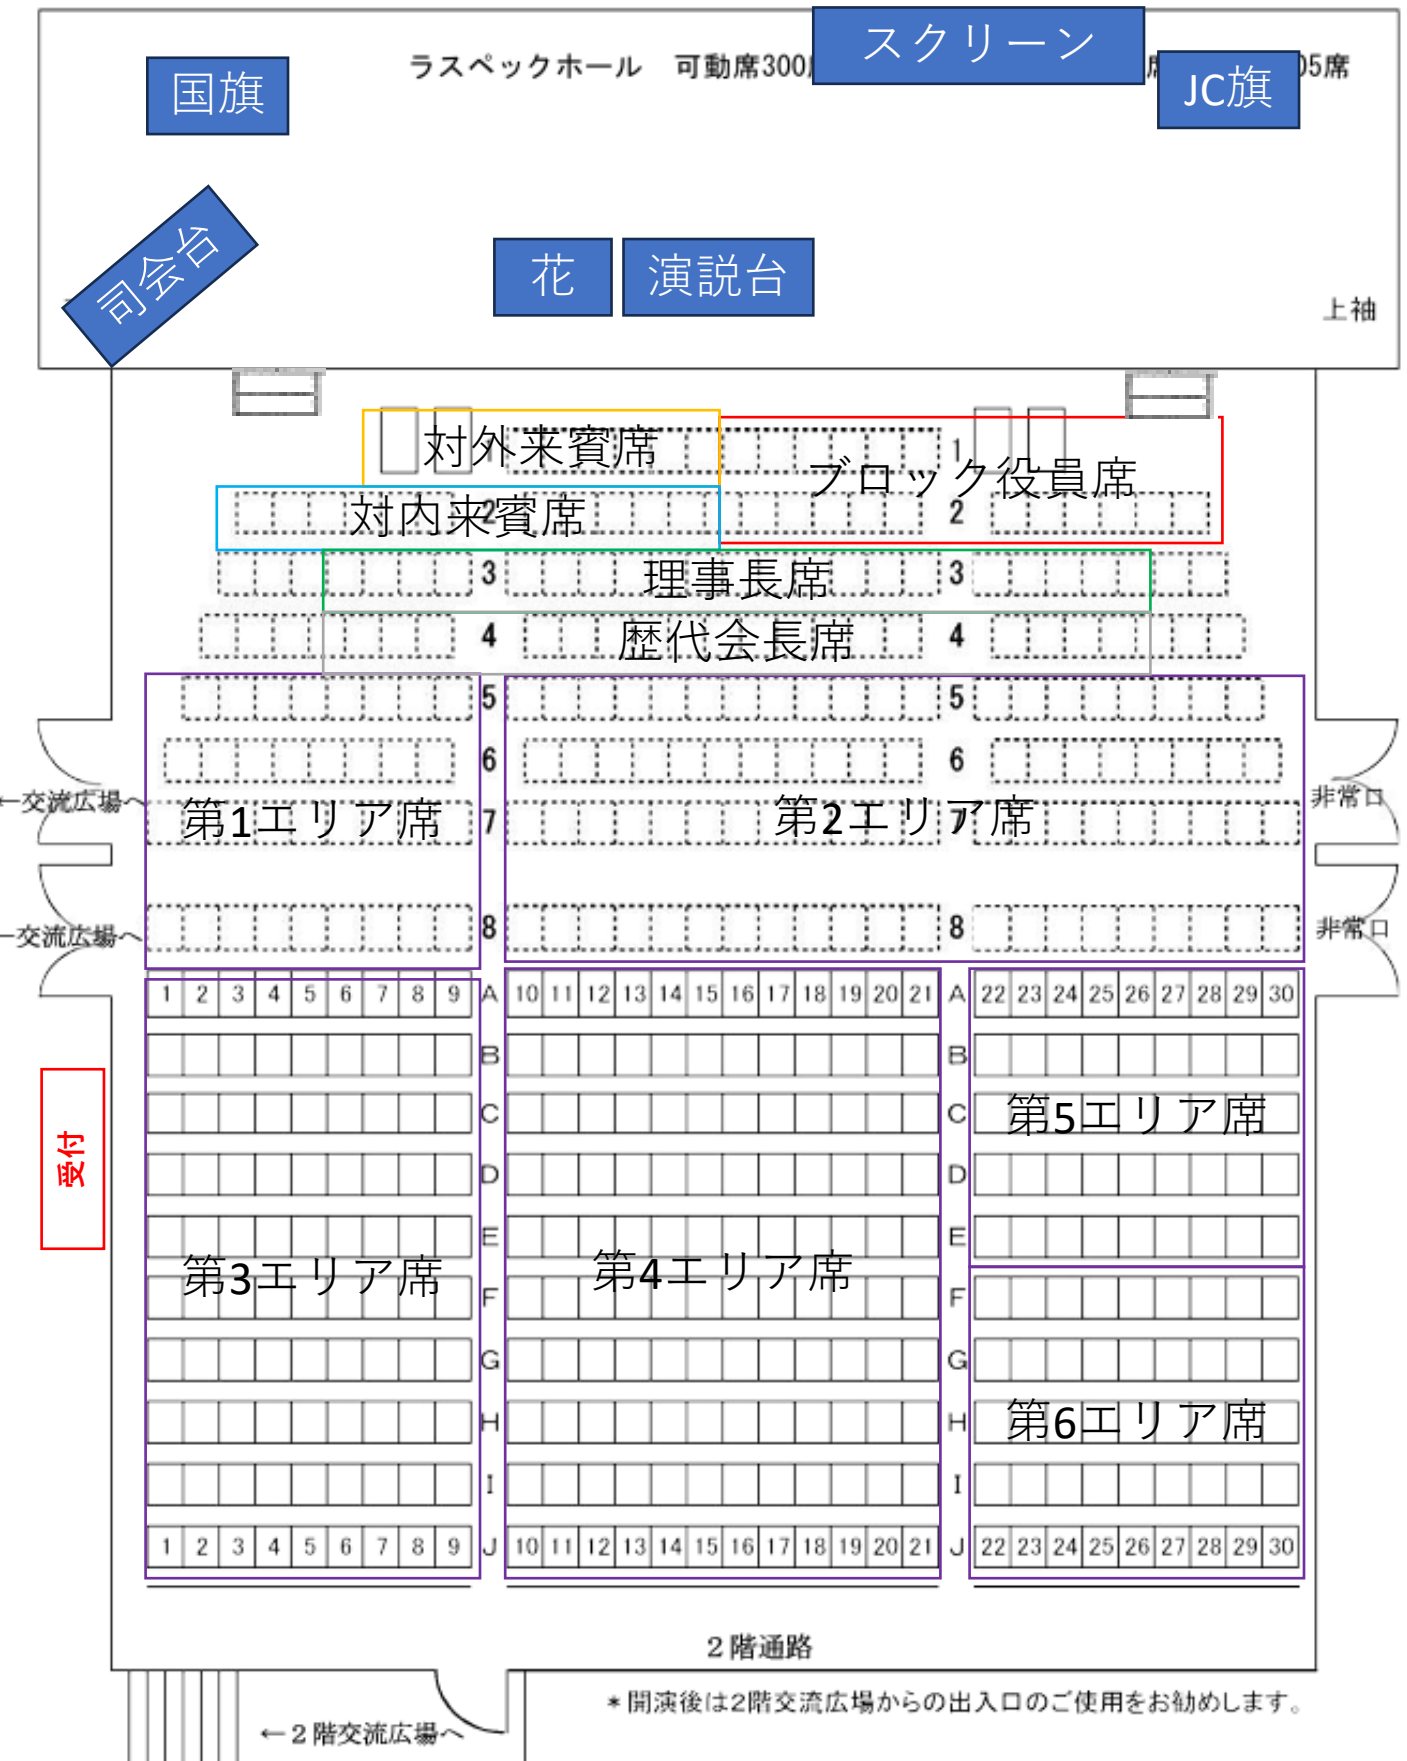 スクリーン
ラスペックホール 可動席300
05席
国旗
JC旗
司会台
花
演説台
上袖
対外来賓席
1
1
ブロック役員席
対内来賓席
2
2
3
理事長席
3
4
歴代会長席
4
5
5
6
6
←交流広場へ
第1エリア席
7
第2エリア席
7
非常口
←交流広場へ
8
8
非常口
1 2 3 4 5 6 7 8 9 A 10 11 12 13 14 15 16 17 18 19 20 21 A 22 23 24 25 26 27 28 29 30
B
B
C
C
第5エリア席
受付
D
D
E
E
第3エリア席
第4エリア席
F
F
G
G
H
H
第6エリア席
I
I
1 2 3 4 5 6 7 8 9 J 10 11 12 13 14 15 16 17 18 19 20 21 J 22 23 24 25 26 27 28 29 30
2階通路
*開演後は2階交流広場からの出入口のご使用をお勧めします。
←2階交流広場へ